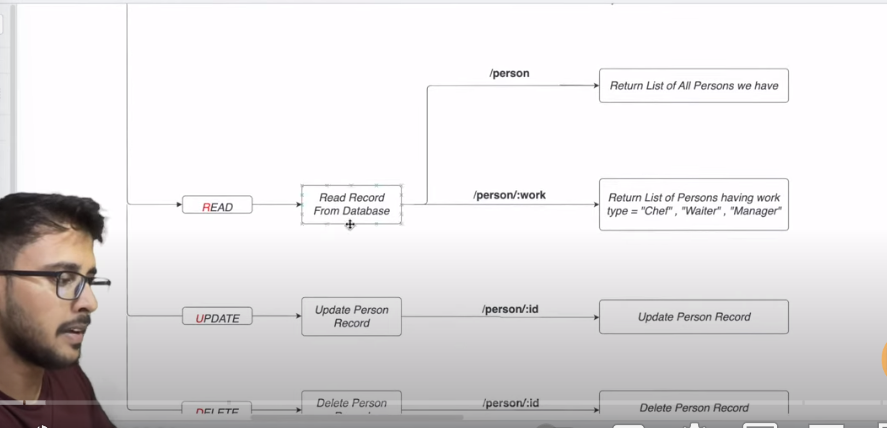 /person
Return List of All Persons we have
READ
Read Record
From Database
/person/:work
Return List of Persons having work
type = "Chef" , "Waiter" , "Manager"
UPDATE
Update Person
Record
/person/:id
Update Person Record
DELETE
Delete Person
/person/:id
Delete Person Record